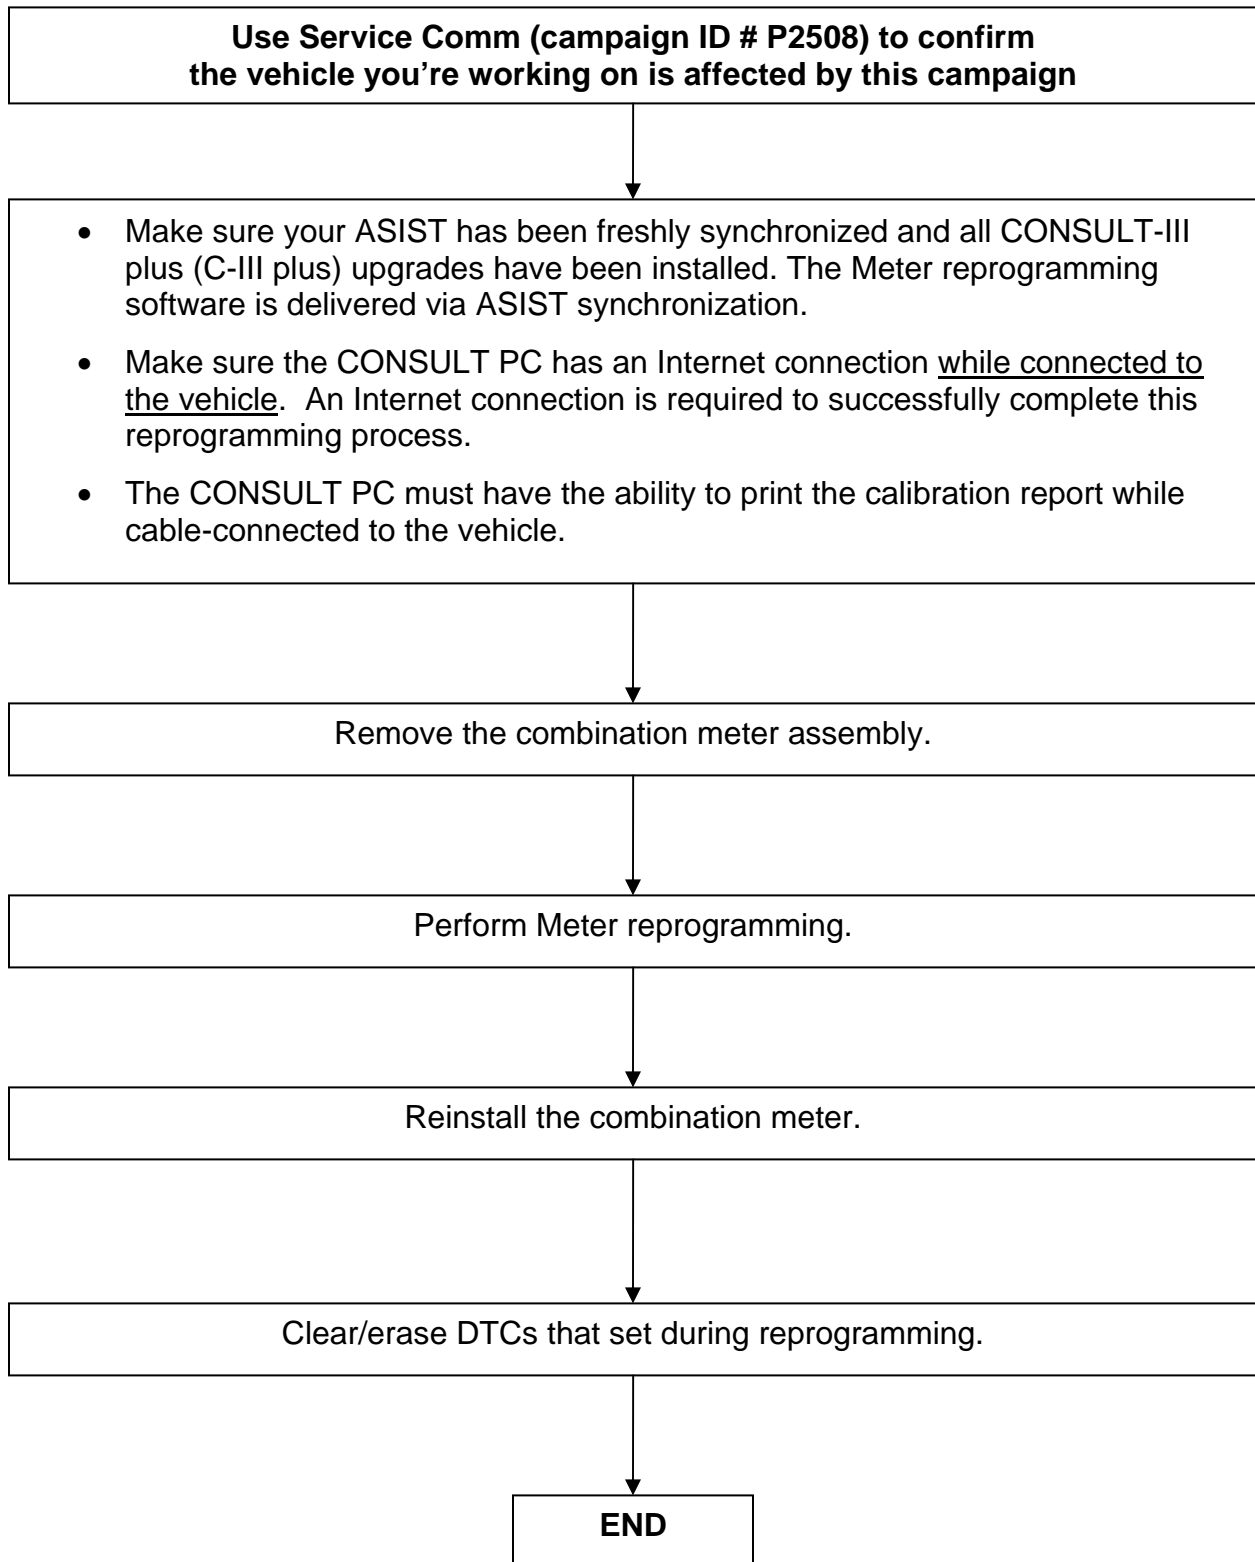 Use Service Comm (campaign ID # P2508) to confirm
the vehicle you’re working on is affected by this campaign
• Make sure your ASIST has been freshly synchronized and all CONSULT-III
plus (C-III plus) upgrades have been installed. The Meter reprogramming
software is delivered via ASIST synchronization.
• Make sure the CONSULT PC has an Internet connection while connected to
the vehicle.  An Internet connection is required to successfully complete this
reprogramming process.
• The CONSULT PC must have the ability to print the calibration report while
cable-connected to the vehicle.
Remove the combination meter assembly.
Perform Meter reprogramming.
Reinstall the combination meter.
Clear/erase DTCs that set during reprogramming.
END